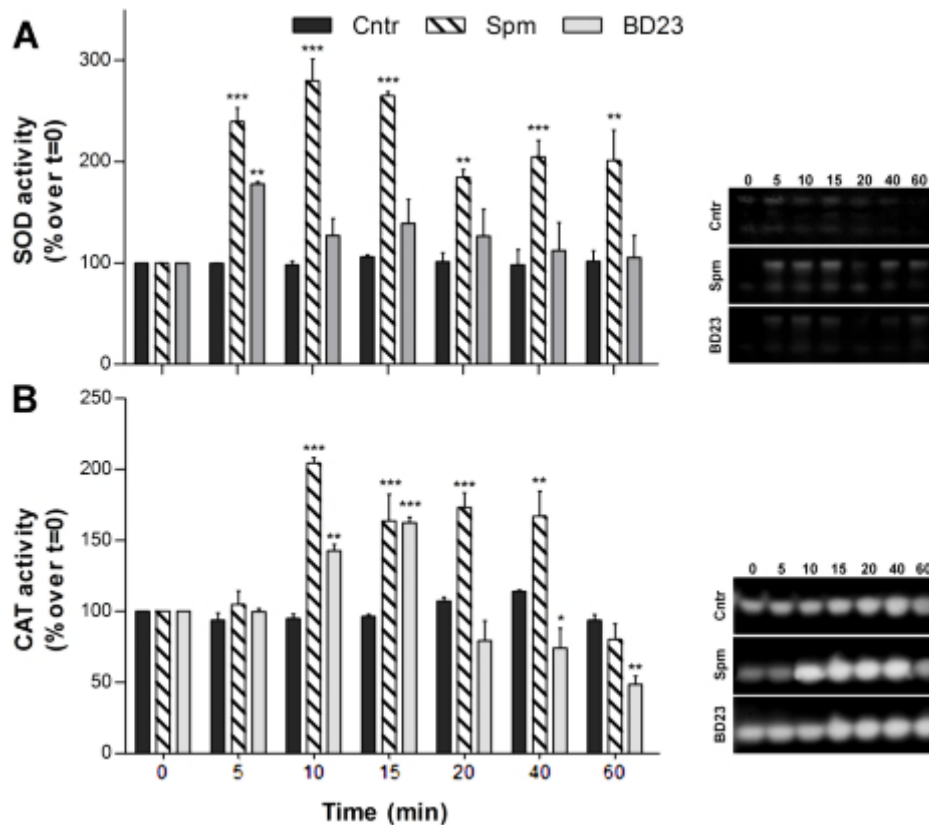 A
Cntr Spm BD23
SOD activity
(% over t=0)
300
200
100
0
***
**
***
***
**
***
**
0 5 10 15 20 40 60
Cntr
Spm
BD23
B
CAT activity
(% over t=0)
250
200
150
100
50
0
***
**
***
***
***
**
*
**
0 5 10 15 20 40 60
Time (min)
0 5 10 15 20 40 60
Cntr
Spm
BD23